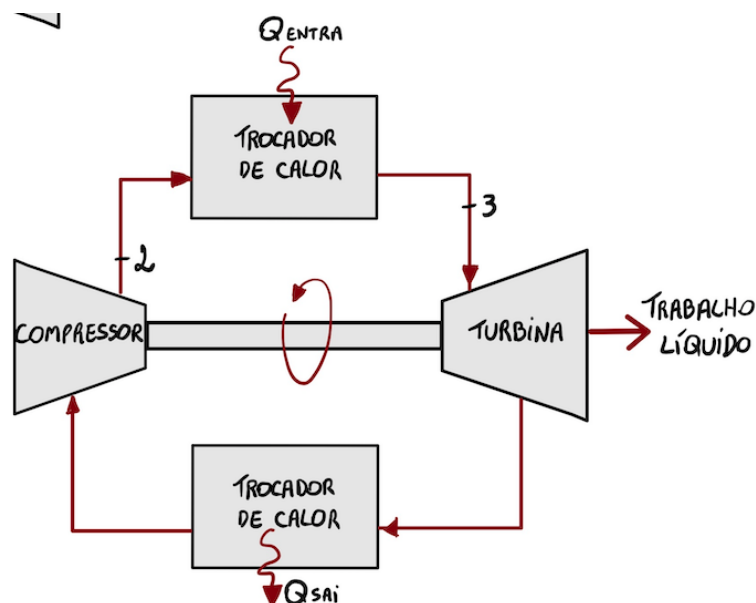 QENTRA
TROCADOR
DE CALOR
3
2
COMPRESSOR
TURBINA
TRABALHO
LÍQUIDO
TROCADOR
DE CALOR
QSAI